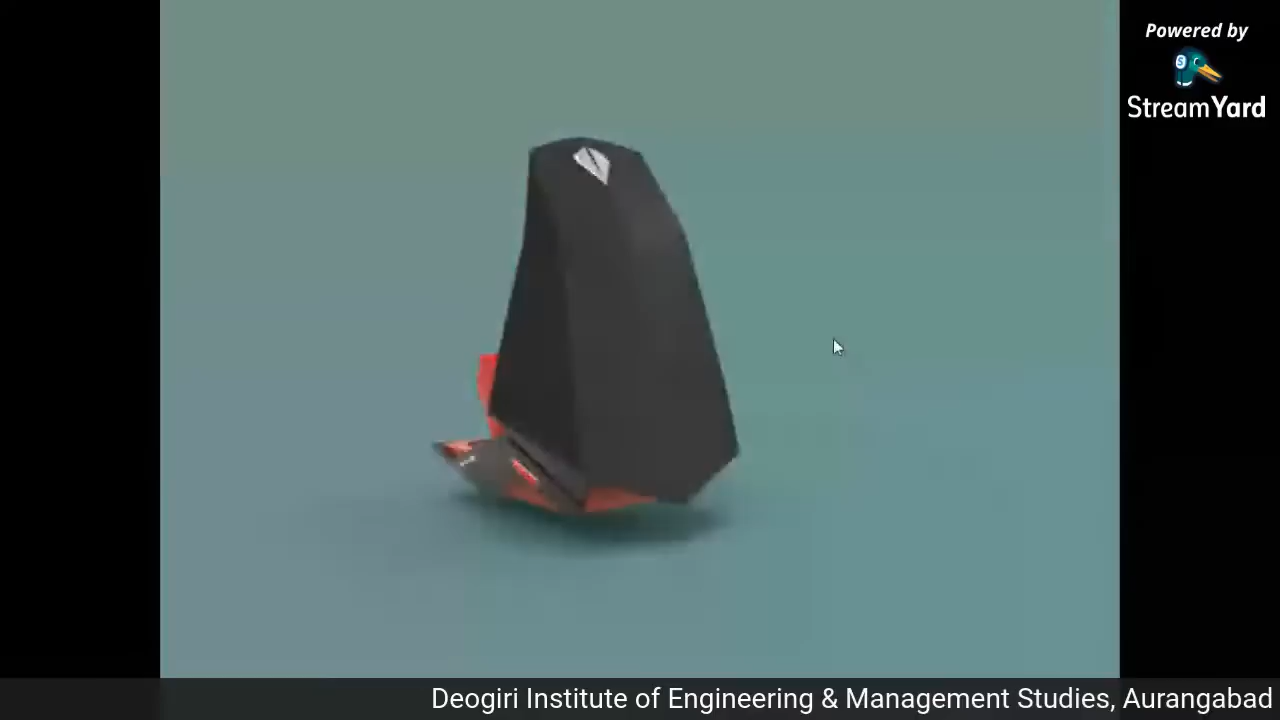 Powered by
StreamYard
Deogiri Institute of Engineering & Management Studies, Aurangabad